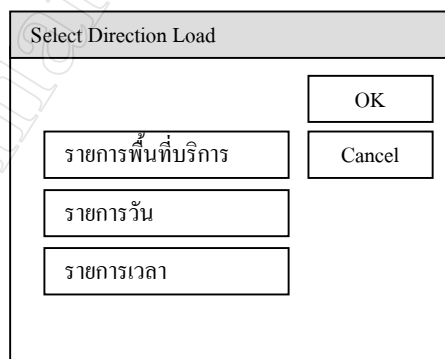 Select Direction Load
OK
รายการพื้นที่บริการ
Cancel
รายการวัน
รายการเวลา